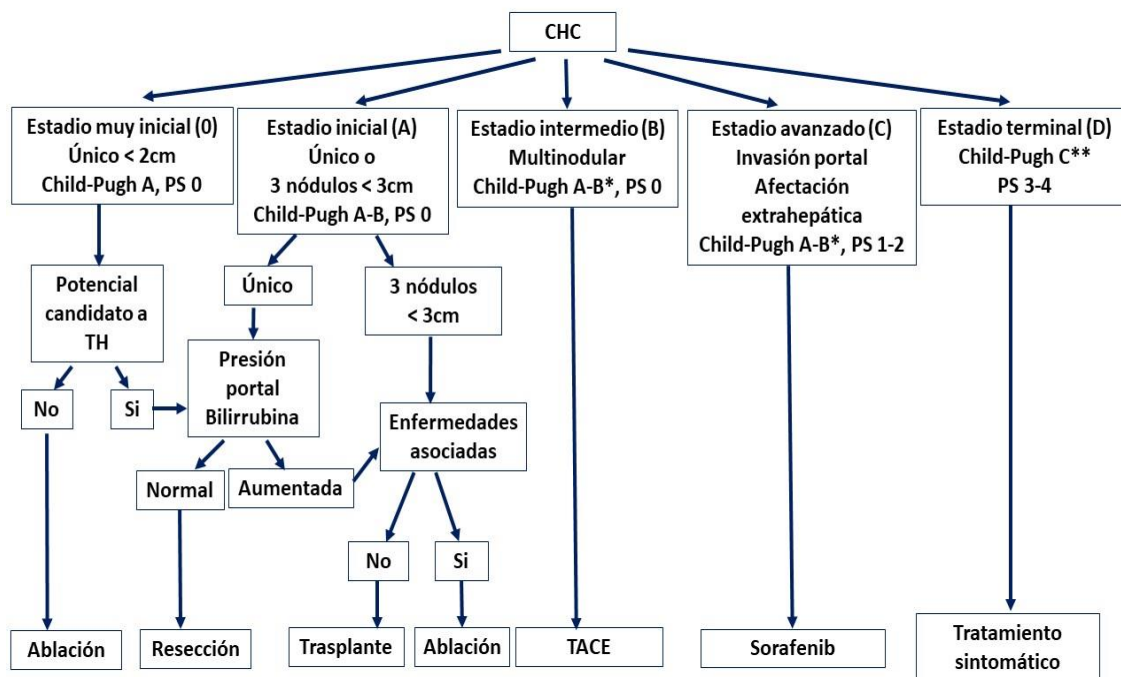 CHC
Estadio muy inicial (0)
Único < 2cm
Child-Pugh A, PS 0
Estadio inicial (A)
Único o
3 nódulos < 3cm
Child-Pugh A-B, PS 0
Estadio intermedio (B)
Multinodular
Child-Pugh A-B*, PS 0
Estadio avanzado (C)
Invasión portal
Afectación
extrahepática
Child-Pugh A-B*, PS 1-2
Estadio terminal (D)
Child-Pugh C**
PS 3-4
Potencial
candidato a
TH
Único
3 nódulos
< 3cm
No
Si
Presión
portal
Bilirrubina
Enfermedades
asociadas
Normal
Aumentada
No
Si
Ablación
Resección
Trasplante
Ablación
TACE
Sorafenib
Tratamiento
sintomático